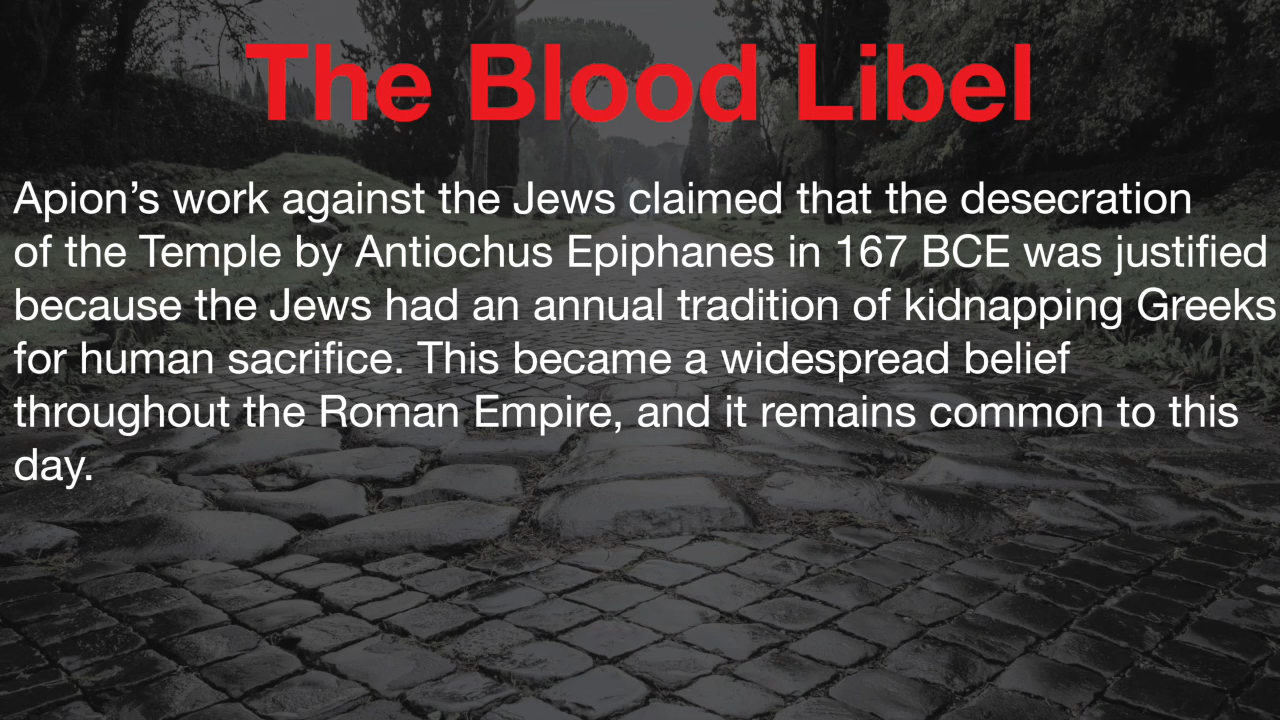 The Blood Libel
Apion’s work against the Jews claimed that the desecration
of the Temple by Antiochus Epiphanes in 167 BCE was justified
because the Jews had an annual tradition of kidnapping Greeks
for human sacrifice. This became a widespread belief
throughout the Roman Empire, and it remains common to this
day.